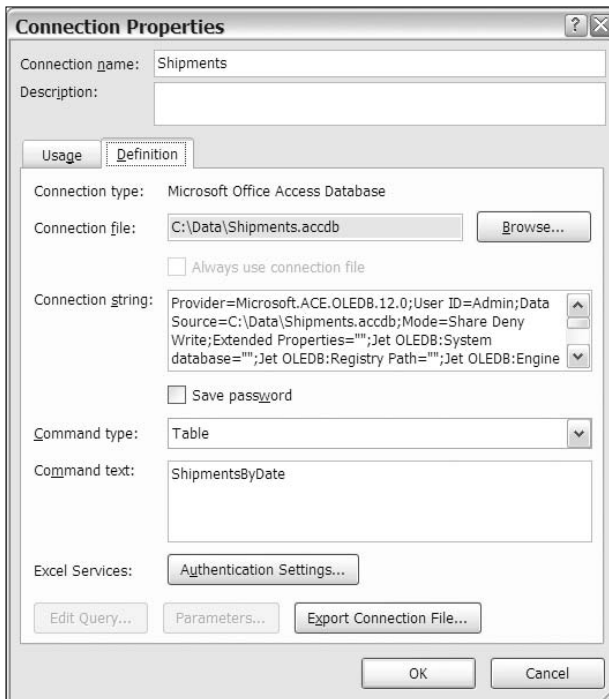 Connection Properties
?
Connection name: Shipments
Description:
Usage Definition
Connection type: Microsoft Office Access Database
Connection file: C:\Data\Shipments.accdb Browse...
Always use connection file
Connection string: Provider=Microsoft.ACE.OLEDB.12.0;User ID=Admin;Data
Source=C:\Data\Shipments.accdb;Mode=Share Deny
Write;Extended Properties="";Jet OLEDB:System
database="";Jet OLEDB:Registry Path="";Jet OLEDB:Engine
Save password
Command type: Table
Command text: ShipmentsByDate
Excel Services: Authentication Settings...
Edit Query... Parameters... Export Connection File...
OK Cancel